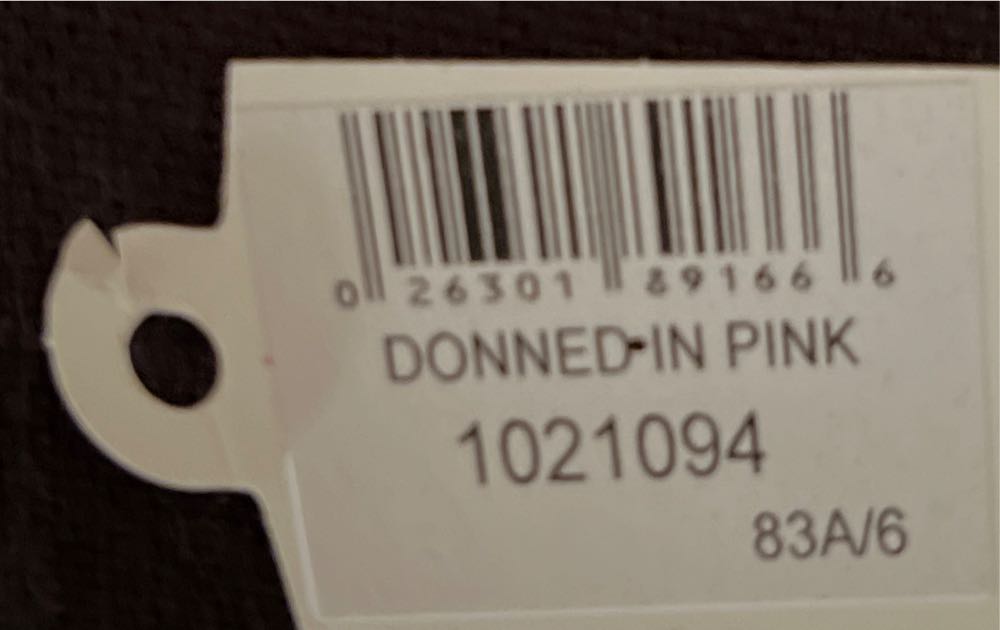 0 26301 89166 6
DONNED-IN PINK
1021094
83A/6